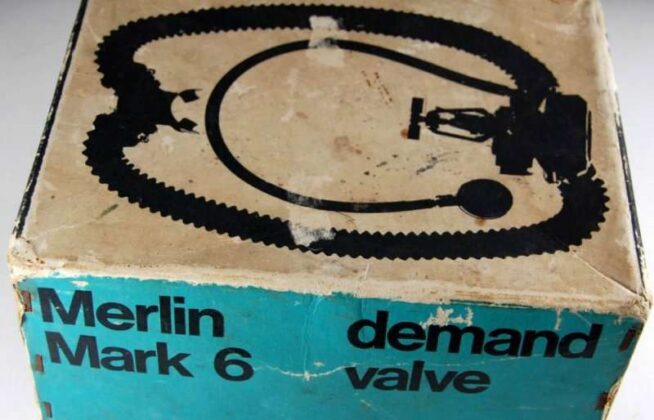 Merlin
Mark 6
demand
valve